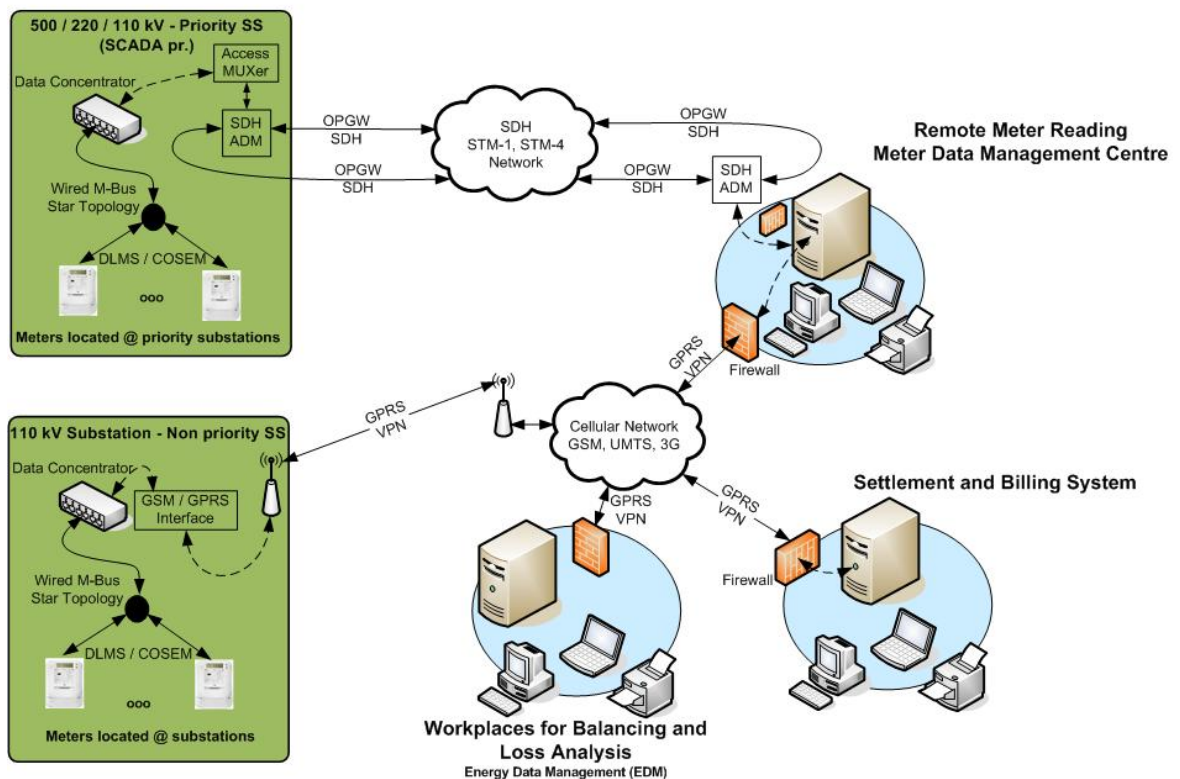 500 / 220 / 110 kV - Priority SS
(SCADA pr.)
Access
MUXer
Data Concentrator
SDH
ADM
Wired M-Bus
Star Topology
DLMS / COSEM
ooo
Meters located @ priority substations
OPGW
SDH
OPGW
SDH
SDH
STM-1, STM-4
Network
OPGW
SDH
OPGW
SDH
SDH
ADM
Remote Meter Reading
Meter Data Management Centre
Firewall
GPRS
VPN
GPRS
VPN
Cellular Network
GSM, UMTS, 3G
110 kV Substation - Non priority SS
Data Concentrator
GSM / GPRS
Interface
Wired M-Bus
Star Topology
DLMS / COSEM
ooo
Meters located @ substations
GPRS
VPN
GPRS
VPN
Settlement and Billing System
Firewall
Workplaces for Balancing and
Loss Analysis
Energy Data Management (EDM)